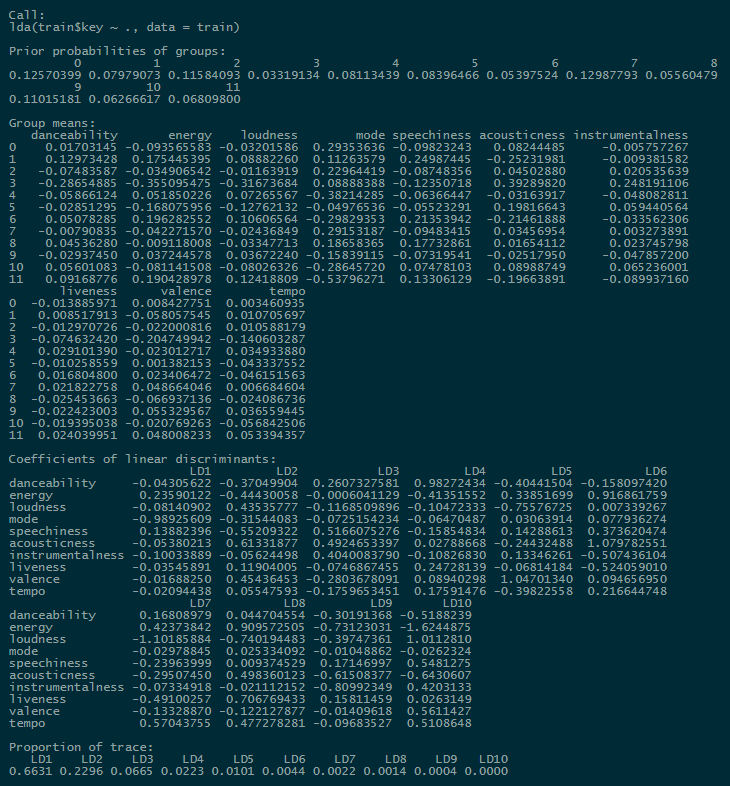 Call:
lda(train$key ~ ., data = train)
Prior probabilities of groups:
0 1 2 3 4 5 6 7 8
0.12570399 0.07979073 0.11584093 0.03319134 0.08113439 0.08396466 0.05397524 0.12987793 0.05560479
9 10 11
0.11015181 0.06266617 0.06809800
Group means:
danceability energy loudness mode speechiness acousticness instrumentalness
0 0.01703145 -0.093565583 -0.03201586 0.29353636 -0.09823243 0.08244485 -0.005757267
1 0.12973428 0.175445395 0.08882260 0.11263579 0.24987445 -0.25231981 -0.009381582
2 -0.07483587 -0.034906542 -0.01163919 0.22964419 -0.08748356 0.04502880 0.020535639
3 -0.28654885 -0.355095475 -0.31673684 0.08888388 -0.12350718 0.39289820 0.248191106
4 -0.05866124 0.051850226 0.07265567 -0.38214285 -0.06366447 -0.03163917 -0.048082811
5 -0.02851295 -0.168075956 -0.12762132 -0.04976536 -0.05523291 0.19816643 0.059440564
6 0.05078285 0.196282552 0.10606564 -0.29829353 0.21353942 -0.21461888 -0.033562306
7 -0.00790835 -0.042271570 -0.02436849 0.29153187 -0.09483415 0.03456954 0.003273891
8 0.04536280 -0.009118008 -0.03347713 0.18658365 0.17732861 0.01654112 0.023745798
9 -0.02937450 0.037244578 0.03672240 -0.15839115 -0.07319541 -0.02517950 -0.047857200
10 0.05601083 -0.081141508 -0.08026326 -0.28645720 0.07478103 0.08988749 0.065236001
11 0.09168776 0.190428978 0.12418809 -0.53796271 0.13306129 -0.19663891 -0.089937160
liveness valence tempo
0 -0.013885971 0.008427751 0.003460935
1 0.008517913 -0.058057545 0.010705697
2 -0.012970726 -0.022000816 0.010588179
3 -0.074632420 -0.204749942 -0.140603287
4 0.029101390 -0.023012717 0.034933880
5 -0.010258559 0.001382153 -0.043337552
6 0.016804800 0.023406472 -0.046151563
7 0.021822758 0.048664046 0.006684604
8 -0.025453663 -0.066937136 -0.024086736
9 -0.022423003 0.055329567 0.036559445
10 -0.019395038 -0.020769263 -0.056842506
11 0.024039951 0.048008233 0.053394357
Coefficients of linear discriminants:
LD1 LD2 LD3 LD4 LD5 LD6
danceability -0.04305622 -0.37049904 0.2607327581 0.98272434 -0.40441504 -0.158097420
energy 0.23590122 -0.44430058 -0.0006041129 -0.41351552 0.33851699 0.916861759
loudness -0.08140902 0.43535777 -0.1168509896 -0.10472333 -0.75576725 0.007339267
mode -0.98925609 -0.31544083 -0.0725154234 -0.06470487 0.03063914 0.077936274
speechiness 0.13882396 -0.55209322 0.5166075276 -0.15854834 0.14288613 0.373620474
acousticness -0.05380213 -0.61331877 0.4924653397 0.02788668 -0.24432488 1.079782551
instrumentalness -0.10033889 -0.05624498 0.4040083790 -0.10826830 0.13346261 -0.507436104
liveness -0.03545891 0.11904005 -0.0746867455 0.24728139 -0.06814184 -0.524059010
valence -0.01688250 0.45436453 -0.2803678091 0.08940298 1.04701340 0.094656950
tempo -0.02094438 0.05547593 -0.1759653451 0.17591476 -0.39822558 0.216644748
LD7 LD8 LD9 LD10
danceability 0.16808979 0.044704554 -0.30191368 -0.5188239
energy 0.42373842 0.909572505 -0.73123031 -1.6244875
loudness -1.10185884 -0.740194483 -0.39747361 1.0112810
mode -0.02978845 0.025334092 -0.01048862 -0.0262324
speechiness -0.23963999 0.009374529 0.17146997 0.5481275
acousticness -0.29507450 0.498360123 -0.61508377 -0.6430607
instrumentalness -0.07334918 -0.021112152 -0.80992349 0.4203133
liveness -0.49100257 0.706769433 0.15811459 0.0263149
valence -0.13328870 -0.122127877 -0.01409618 0.5611427
tempo 0.57043755 0.477278281 -0.09683527 0.5108648
Proportion of trace:
LD1 LD2 LD3 LD4 LD5 LD6 LD7 LD8 LD9 LD10
0.6631 0.2296 0.0665 0.0223 0.0101 0.0044 0.0022 0.0014 0.0004 0.0000